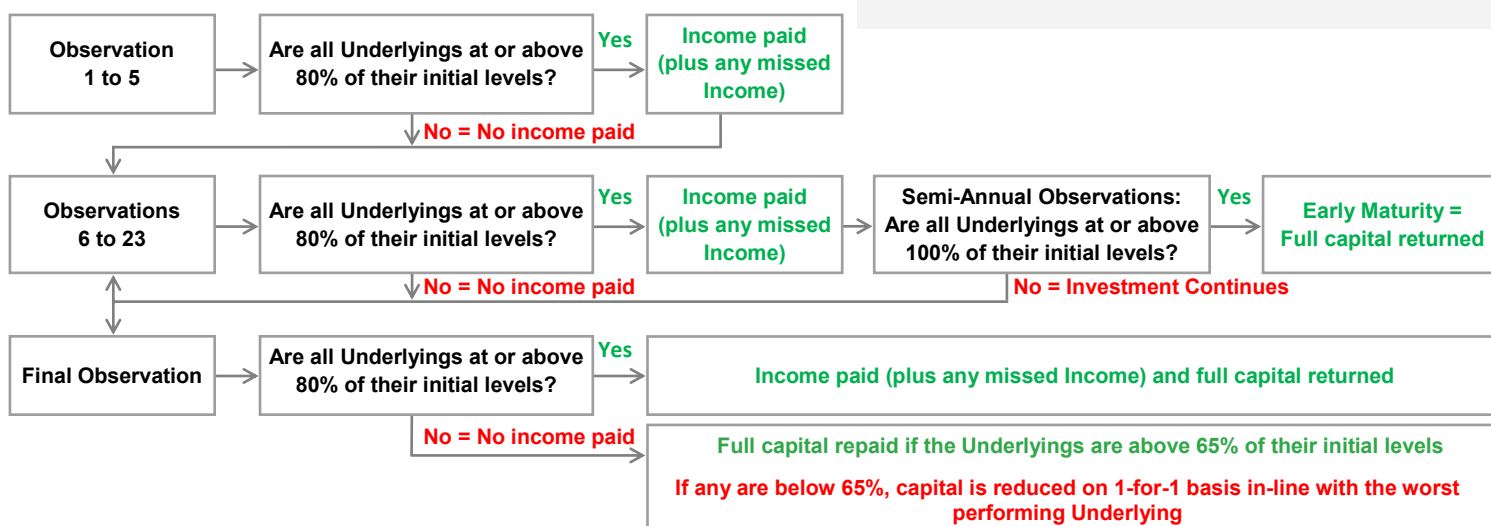 Observation
1 to 5
Are all Underlyings at or above
80% of their initial levels?
Yes
Income paid
(plus any missed
Income)
No = No income paid
Observations
6 to 23
Are all Underlyings at or above
80% of their initial levels?
Yes
Income paid
(plus any missed
Income)
Semi-Annual Observations:
Are all Underlyings at or above
100% of their initial levels?
Yes
Early Maturity =
Full capital returned
No = No income paid
No = Investment Continues
Final Observation
Are all Underlyings at or above
80% of their initial levels?
Yes
Income paid (plus any missed Income) and full capital returned
No = No income paid
Full capital repaid if the Underlyings are above 65% of their initial levels
If any are below 65%, capital is reduced on 1-for-1 basis in-line with the worst
performing Underlying